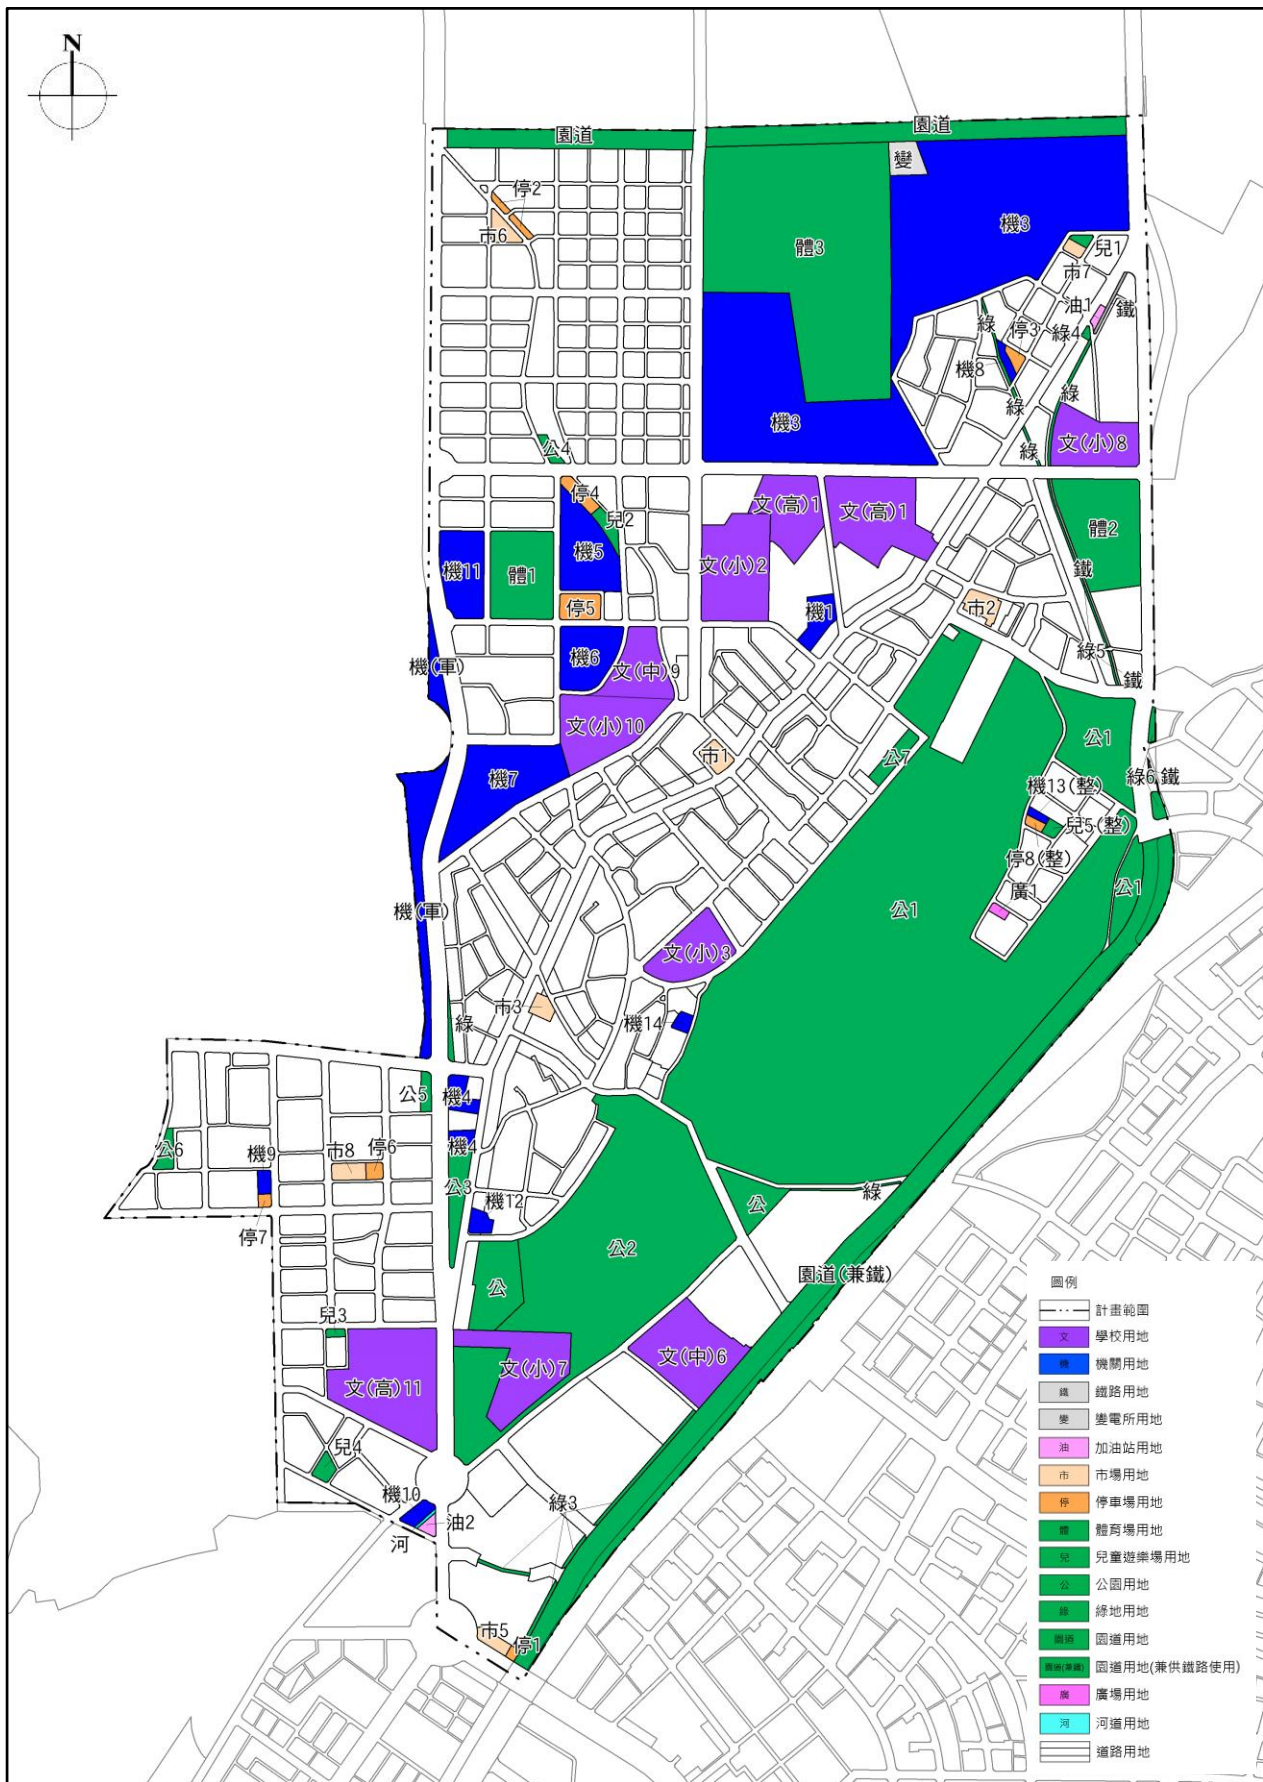 N
園道
園道
變
停2
市6
體3
機3
兒1
市7
油1
鐵
綠
停3
綠4
機8
綠
綠
機3
綠
文(小)8
公4
停4
兒2
文(高)1
文(高)1
體2
機5
機11
體1
文(小)2
鐵
停5
機1
市2
機6
文(中)9
綠5
機(軍)
鐵
文(小)10
公1
市1
公7
機7
綠6
鐵
機13(整)
兒5(整)
停8(整)
公1
廣1
機(軍)
公1
文(小)3
市3
綠
機14
公5
機4
公6
機9
市8
停6
機4
公3
機12
綠
公
停7
公2
園道(兼鐵)
公
兒3
文(小)7
文(中)6
文(高)11
兒4
機10
油2
綠3
河
市5
停1
圖例
計畫範圍
文 學校用地
機 機關用地
鐵 鐵路用地
變 變電所用地
油 加油站用地
市 市場用地
停 停車場用地
體 體育場用地
兒 兒童遊樂場用地
公 公園用地
綠 綠地用地
園道 園道用地
園道(兼鐵) 園道用地(兼供鐵路使用)
廣 廣場用地
河 河道用地
道路用地